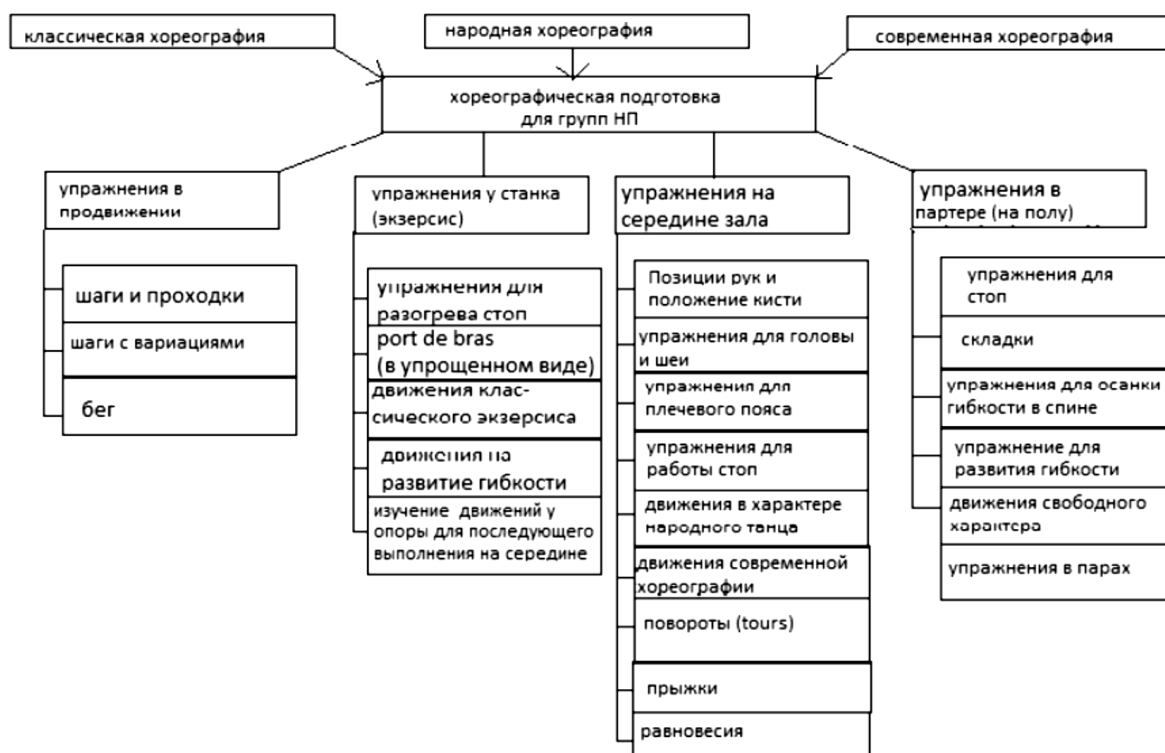 классическая хореография
народная хореография
современная хореография
хореографическая подготовка
для групп НП
упражнения в
продвижении
шаги и проходки
шаги с вариациями
бег
упражнения у станка
(экзерсис)
упражнения для
разогрева стоп
port de bras
(в упрощенном виде)
движения клас-
сического экзерсиса
движения на
развитие гибкости
изучение движений у
опоры для последующего
выполнения на середине
упражнения на
середине зала
Позиции рук и
положение кисти
упражнения для головы
и шеи
упражнения для
плечевого пояса
упражнения для
работы стоп
движения в характере
народного танца
движения современной
хореографии
повороты (tours)
прыжки
равновесия
упражнения в
партере (на полу)
упражнения для
стоп
складки
упражнения для осанки
гибкости в спине
упражнение для
развития гибкости
движения свободного
характера
упражнения в парах